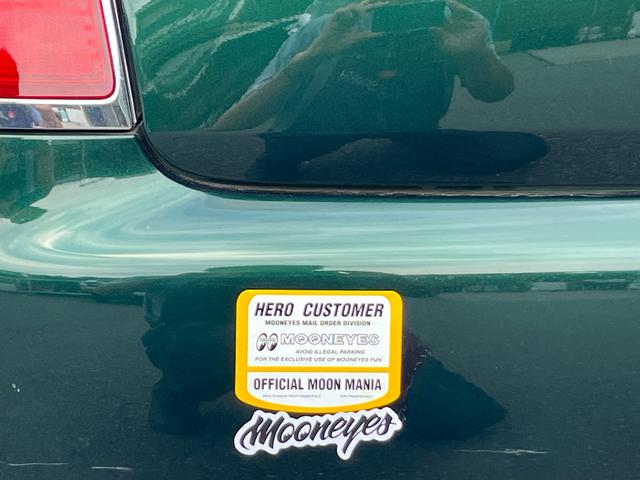 HERO CUSTOMER
MOONEYES MAIL ORDER DIVISION
MOONEYES
AVOID ILLEGAL PARKING
FOR THE EXCLUSIVE USE OF MOONEYES FUN
OFFICIAL MOON MANIA
Mooneyes